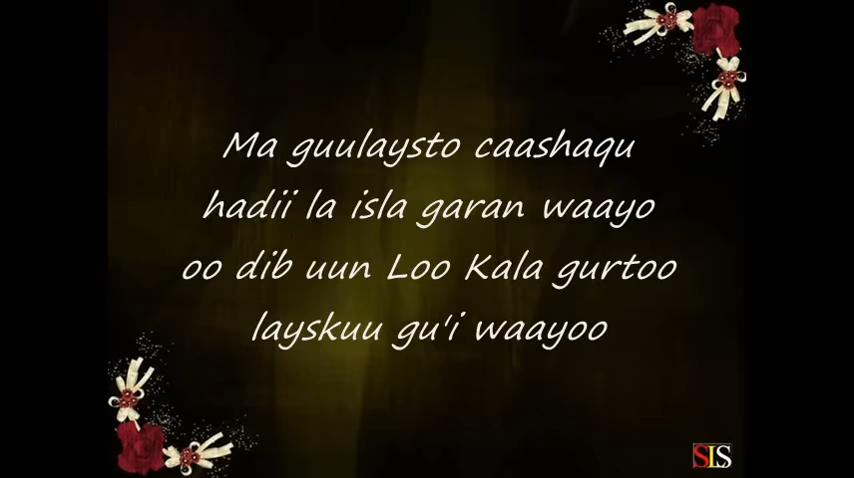 Ma guulaysto caashaqu
hadii la isla garan waayo
oo dib uun Loo Kala gurtoo
layskuu gu'i waayoo
SLS